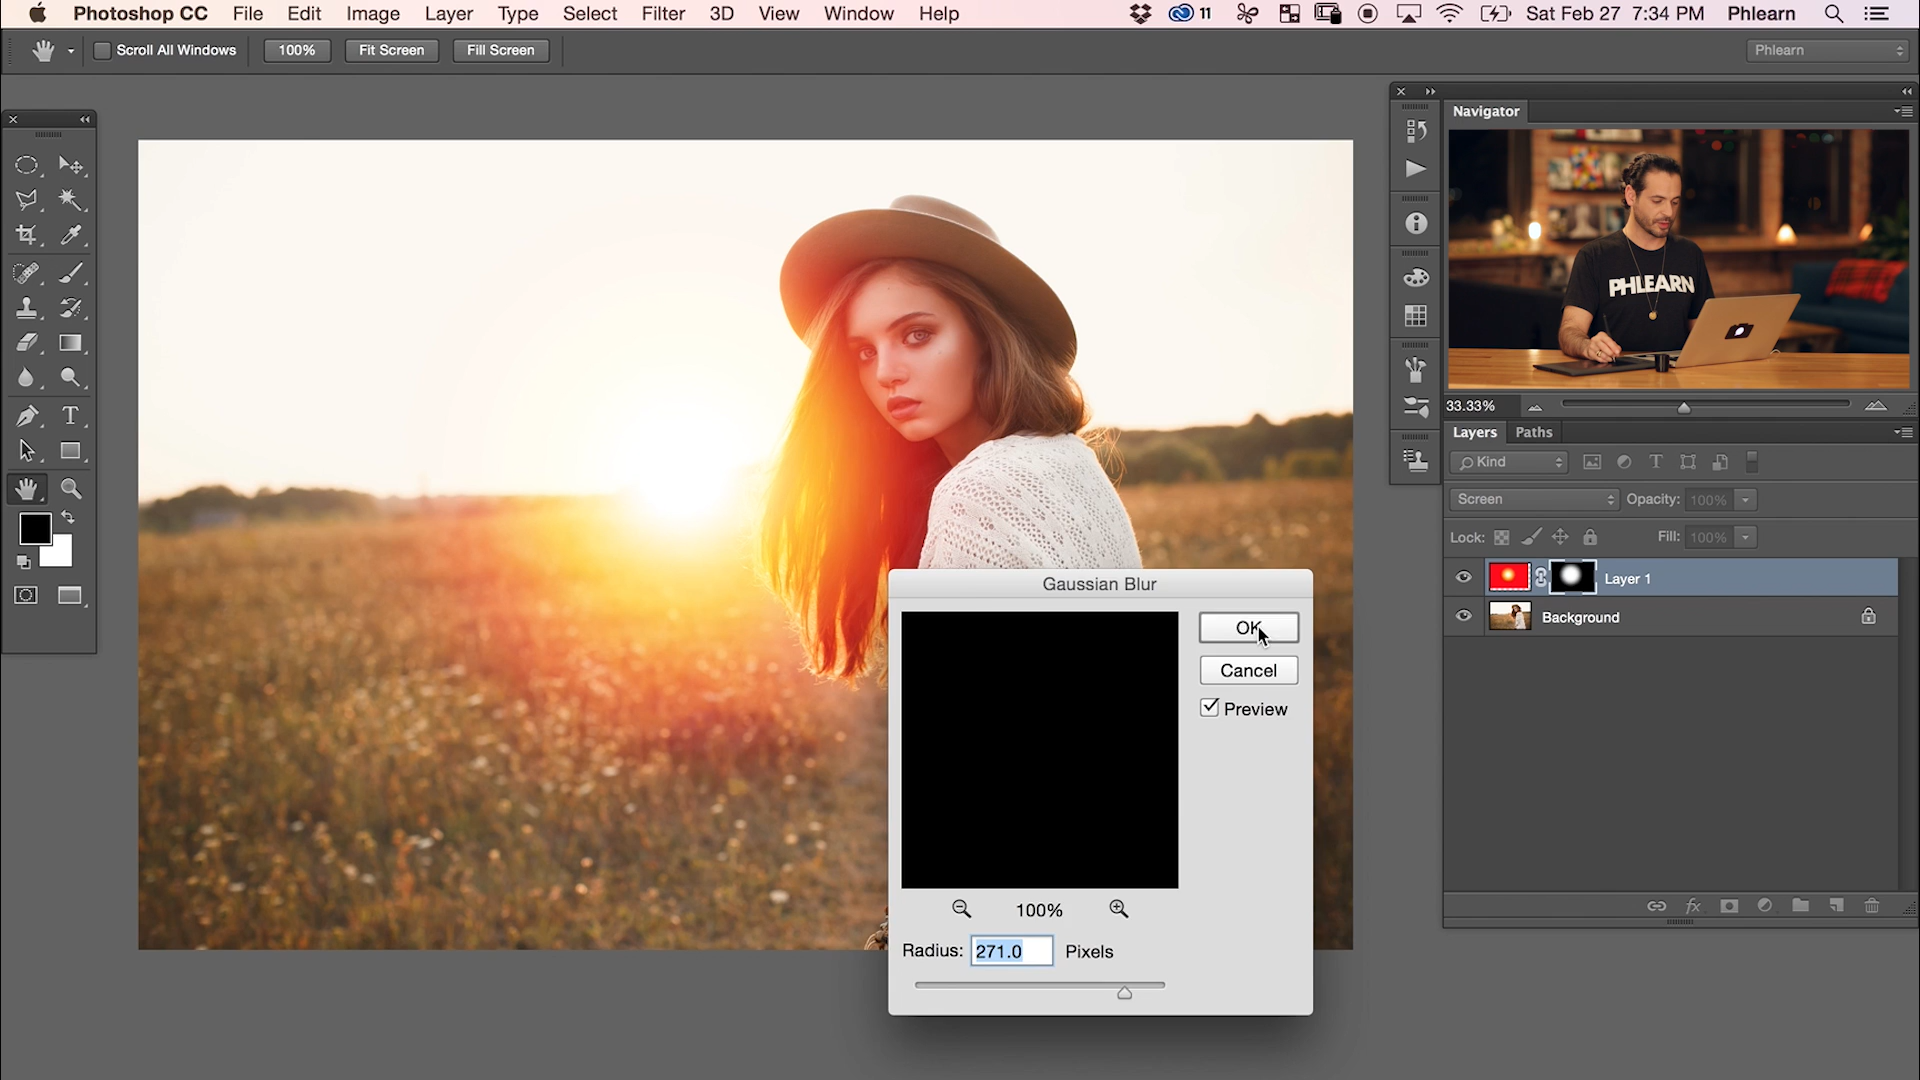 Photoshop CC File Edit Image Layer Type Select Filter 3D View Window Help 11 Sat Feb 27 7:34 PM Phlearn
Scroll All Windows 100% Fit Screen Fill Screen Phlearn
Navigator
PHLEARN
33.33%
Layers Paths
Kind
Screen Opacity: 100%
Lock: Fill: 100%
Layer 1
Background
Gaussian Blur
OK
Cancel
Preview
100%
Radius: 271.0 Pixels